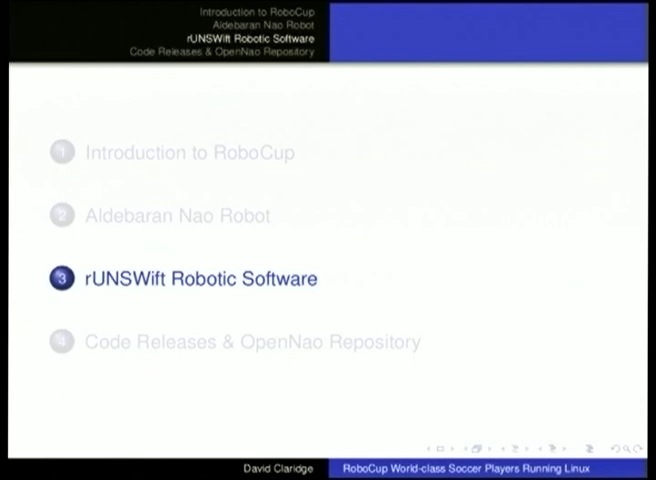 Introduction to RoboCup
Aldebaran Nao Robot
rUNSWift Robotic Software
Code Releases & OpenNao Repository
1 Introduction to RoboCup
2 Aldebaran Nao Robot
3 rUNSWift Robotic Software
4 Code Releases & OpenNao Repository
David Claridge
RoboCup World-class Soccer Players Running Linux